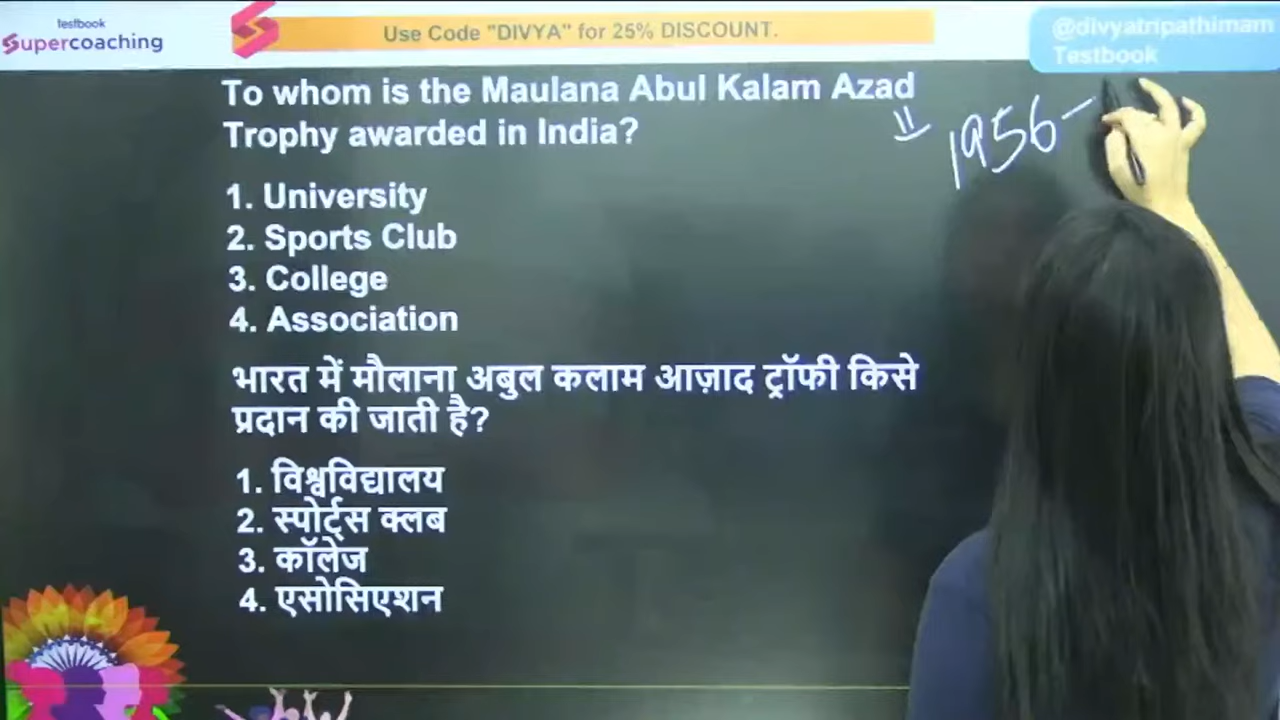 testbook
Supercoaching
Use Code "DIVYA" for 25% DISCOUNT.
@divyatripathimam
Testbook
To whom is the Maulana Abul Kalam Azad
Trophy awarded in India?
1956-
1. University
2. Sports Club
3. College
4. Association
भारत में मौलाना अबुल कलाम आज़ाद ट्रॉफी किसे
प्रदान की जाती है?
1. विश्वविद्यालय
2. स्पोर्ट्स क्लब
3. कॉलेज
4. एसोसिएशन